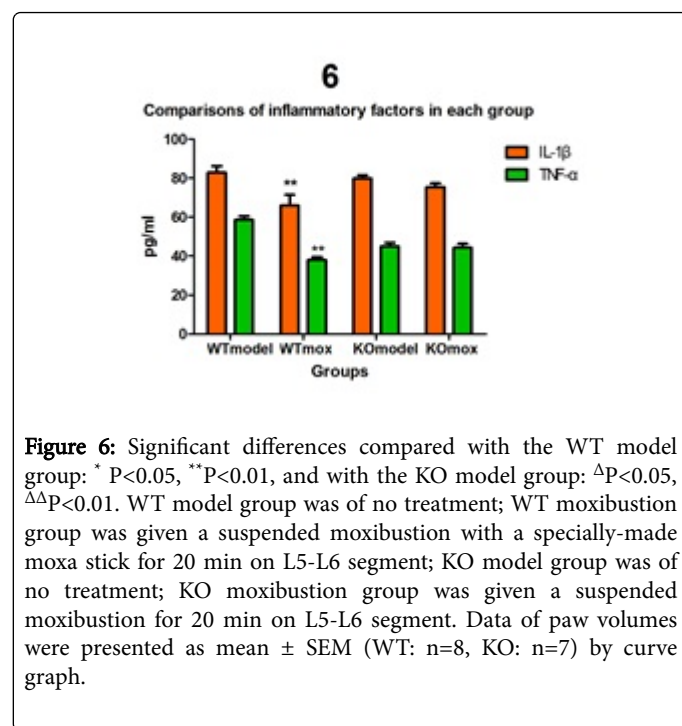 6
Comparisons of inflammatory factors in each group
100
80
60
40
20
0
pg/ml
**
**
IL-1β
TNF-α
WTmodel WTmox KOmodel KOmox
Groups
Figure 6: Significant differences compared with the WT model
group: * P<0.05, **P<0.01, and with the KO model group: ΔP<0.05,
ΔΔP<0.01. WT model group was of no treatment; WT moxibustion
group was given a suspended moxibustion with a specially-made
moxa stick for 20 min on L5-L6 segment; KO model group was of
no treatment; KO moxibustion group was given a suspended
moxibustion for 20 min on L5-L6 segment. Data of paw volumes
were presented as mean ± SEM (WT: n=8, KO: n=7) by curve
graph.